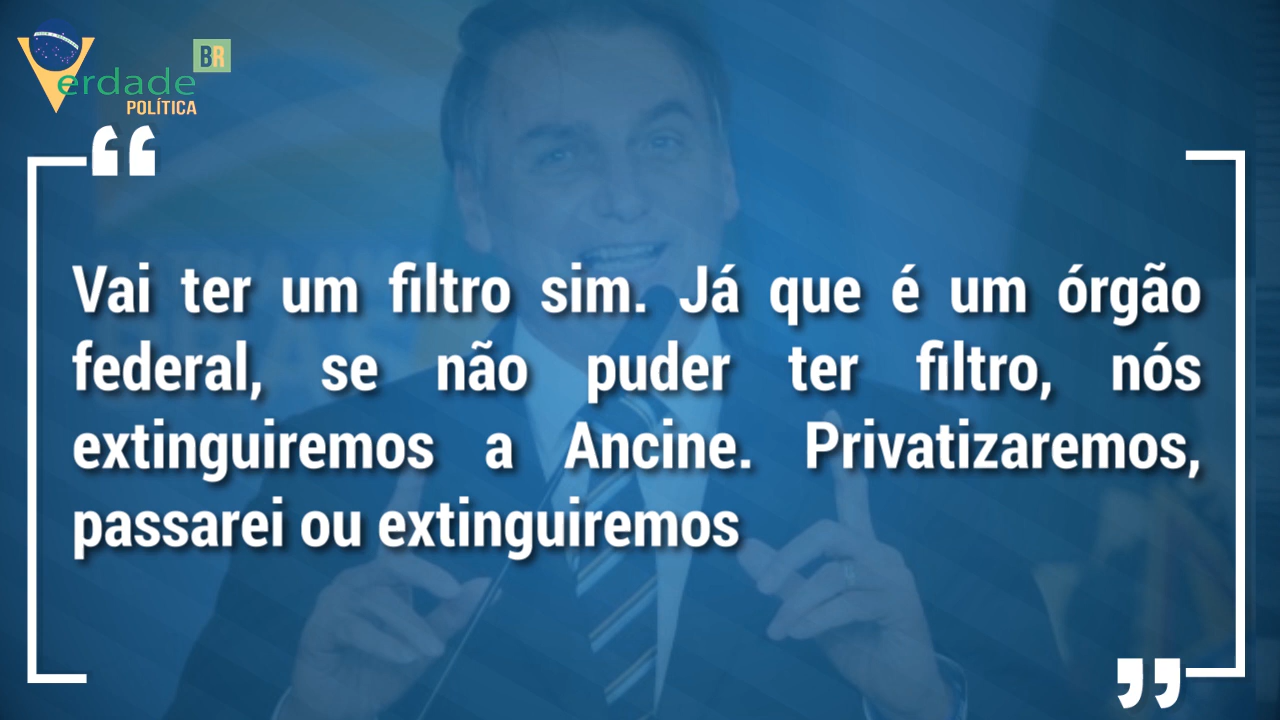 Verdade BR
POLÍTICA
“
Vai ter um filtro sim. Já que é um órgão
federal, se não puder ter filtro, nós
extinguiremos a Ancine. Privatizaremos,
passarei ou extinguiremos
”